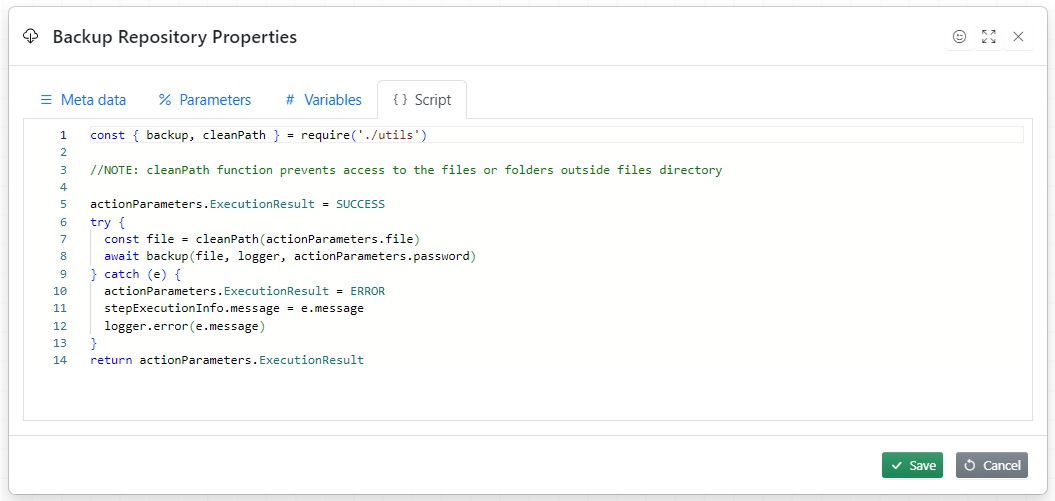 Backup Repository Properties
Meta data
% Parameters
# Variables
{ } Script
1 const { backup, cleanPath } = require('./utils')
2
3 //NOTE: cleanPath function prevents access to the files or folders outside files directory
4
5 actionParameters.ExecutionResult = SUCCESS
6 try {
7 const file = cleanPath(actionParameters.file)
8 await backup(file, logger, actionParameters.password)
9 } catch (e) {
10 actionParameters.ExecutionResult = ERROR
11 stepExecutionInfo.message = e.message
12 logger.error(e.message)
13 }
14 return actionParameters.ExecutionResult
Save
Cancel